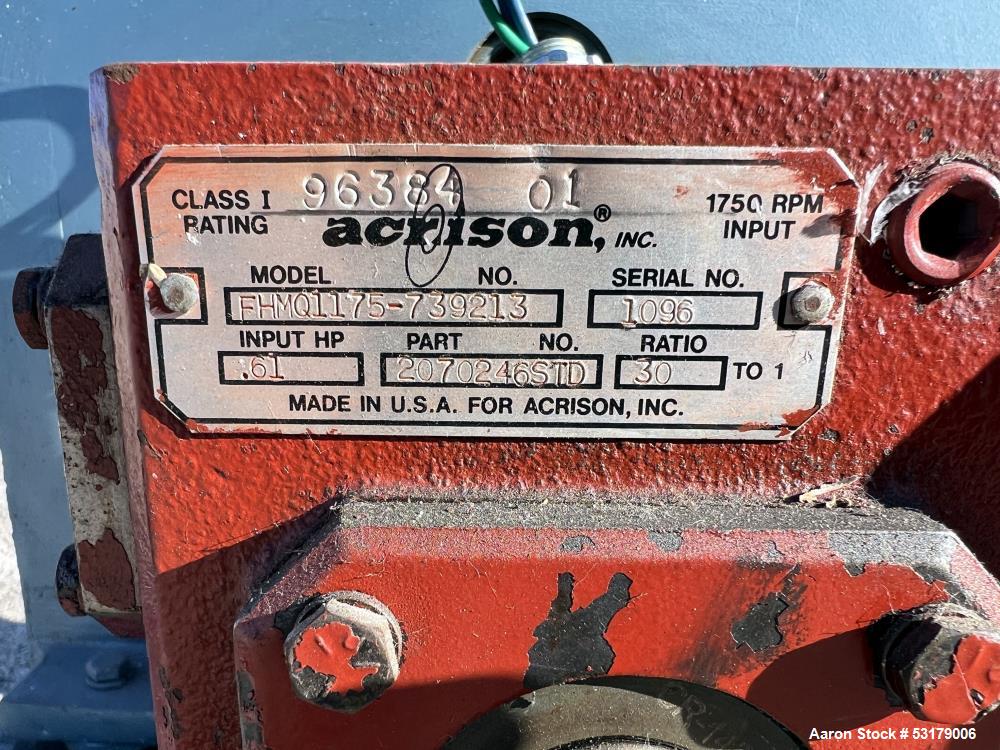 96384 01
CLASS I RATING acrison®, INC. 1750 RPM INPUT
MODEL NO. SERIAL NO.
FHMQ1175-739213 1096
INPUT HP PART NO. RATIO
.61 2070246STD 30 TO 1
MADE IN U.S.A. FOR ACRISON, INC.
Aaron Stock # 53179006